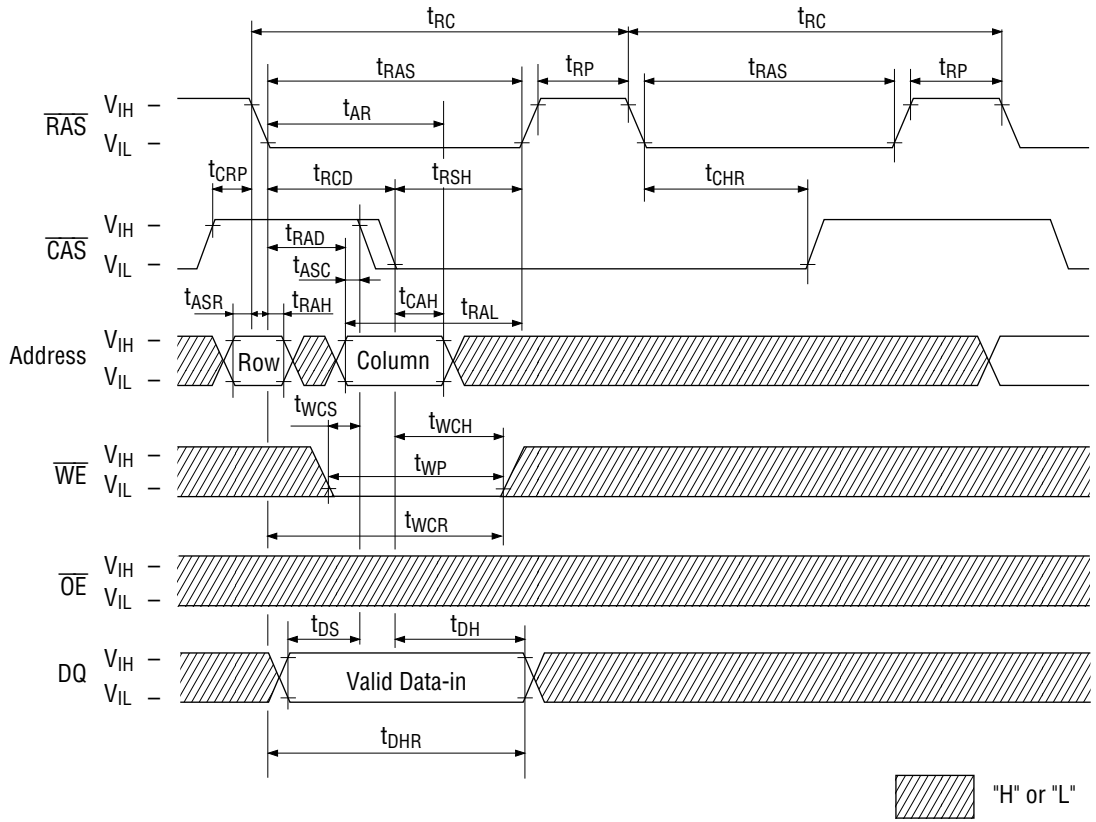 tRC tRC
tRAS tRP tRAS tRP
RAS VIH –
VIL –
tAR
tCRP tRCD tRSH tCHR
CAS VIH –
VIL –
tRAD
tASC
tASR tRAH tCAH tRAL
Address VIH –
VIL –
Row Column
tWCS tWCH
WE VIH –
VIL –
tWP
tWCR
OE VIH –
VIL –
tDS tDH
DQ VIH –
VIL –
Valid Data-in
tDHR
"H" or "L"